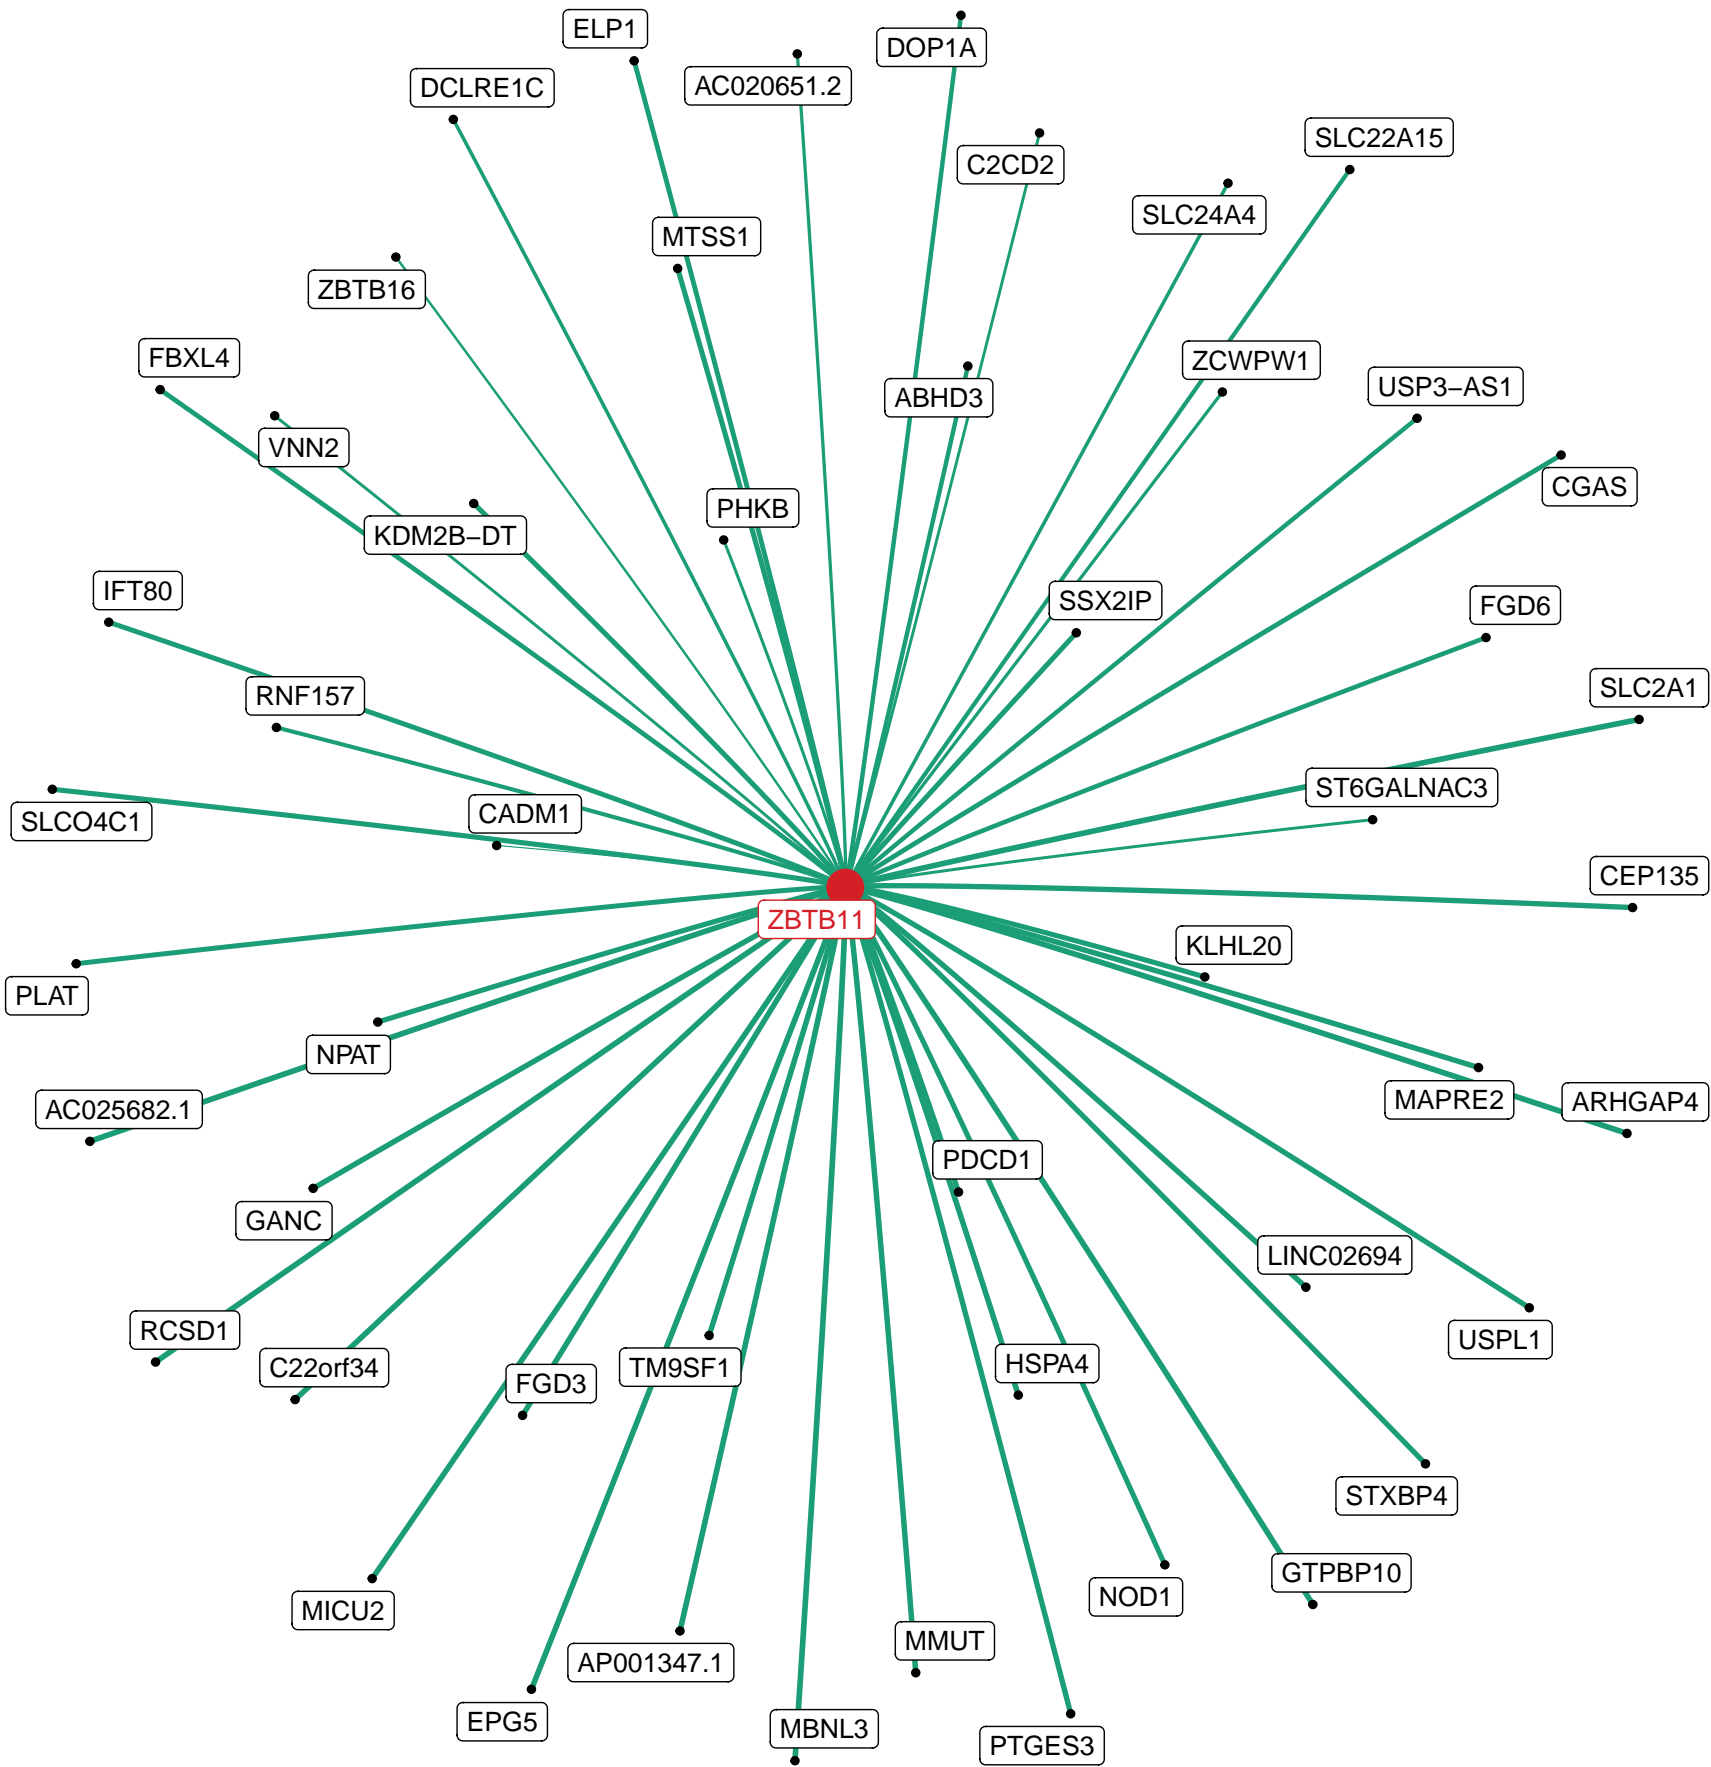 ELP1
DOP1A
DCLRE1C
AC020651.2
SLC22A15
C2CD2
SLC24A4
MTSS1
ZBTB16
FBXL4
ZCWPW1
USP3−AS1
ABHD3
VNN2
CGAS
PHKB
KDM2B−DT
IFT80
SSX2IP
FGD6
RNF157
SLC2A1
ST6GALNAC3
CADM1
SLCO4C1
CEP135
ZBTB11
KLHL20
PLAT
NPAT
MAPRE2
ARHGAP4
AC025682.1
PDCD1
GANC
LINC02694
RCSD1
USPL1
C22orf34
TM9SF1
HSPA4
FGD3
STXBP4
GTPBP10
NOD1
MICU2
MMUT
AP001347.1
EPG5
MBNL3
PTGES3